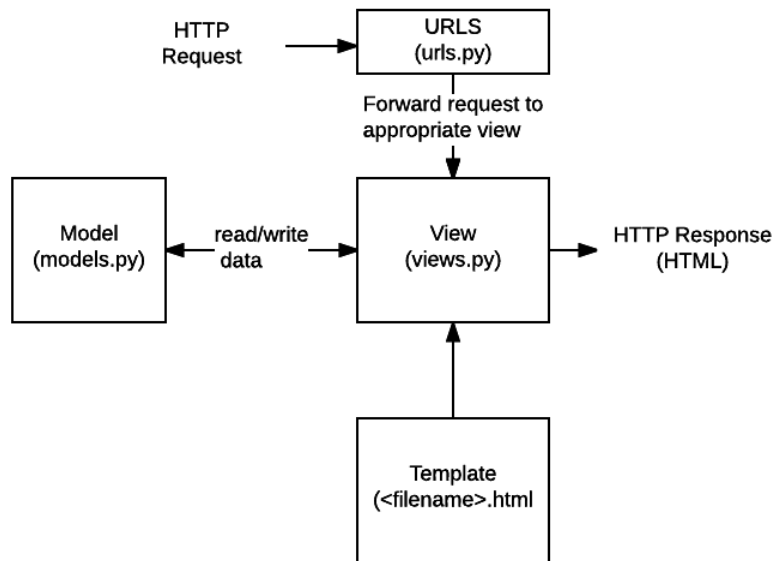 HTTP
Request
URLS
(urls.py)
Forward request to
appropriate view
Model
(models.py)
read/write
data
View
(views.py)
HTTP Response
(HTML)
Template
(<filename>.html